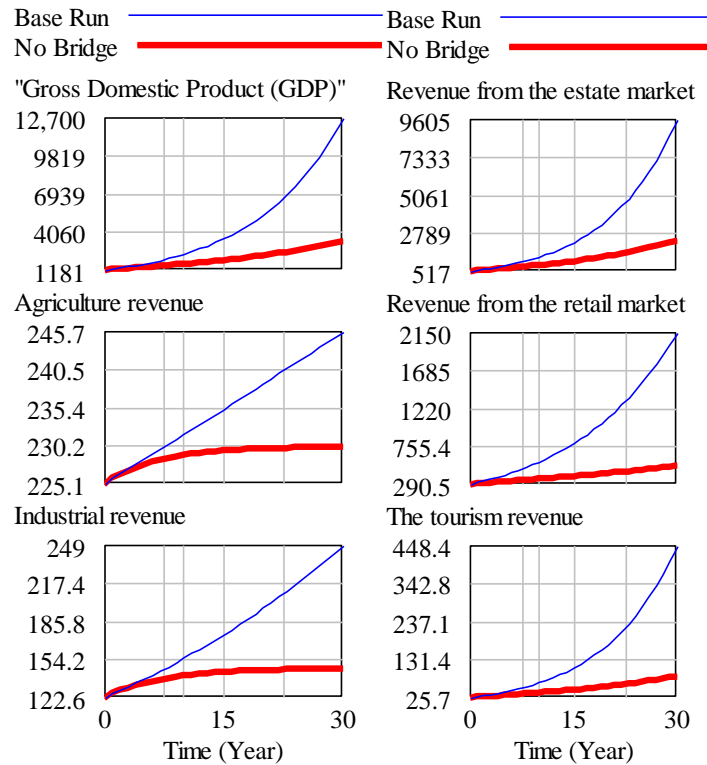 Base Run
No Bridge
Base Run
No Bridge
"Gross Domestic Product (GDP)"
12,700
9819
6939
4060
1181
Revenue from the estate market
9605
7333
5061
2789
517
Agriculture revenue
245.7
240.5
235.4
230.2
225.1
Revenue from the retail market
2150
1685
1220
755.4
290.5
Industrial revenue
249
217.4
185.8
154.2
122.6
0 15 30
Time (Year)
The tourism revenue
448.4
342.8
237.1
131.4
25.7
0 15 30
Time (Year)